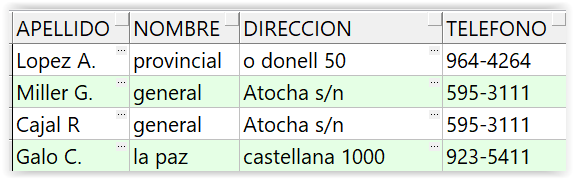 APELLIDO NOMBRE DIRECCION TELEFONO
Lopez A. provincial o donell 50 964-4264
Miller G. general Atocha s/n 595-3111
Cajal R general Atocha s/n 595-3111
Galo C. la paz castellana 1000 923-5411